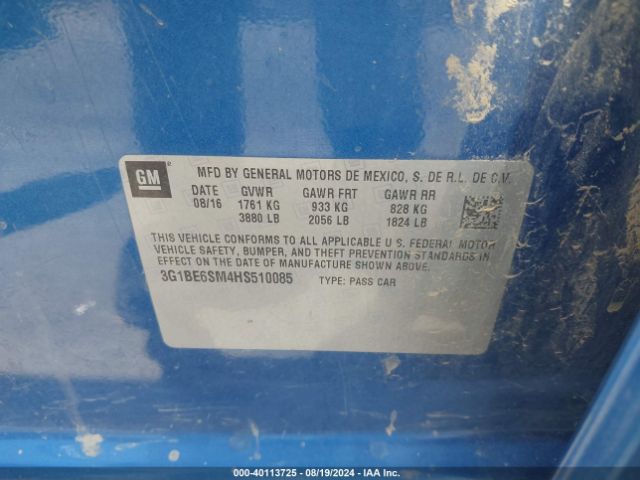 GM
MFD BY GENERAL MOTORS DE MEXICO, S. DE R.L. DE C.V.
DATE GVWR GAWR FRT GAWR RR
08/16 1761 KG 933 KG 828 KG
3880 LB 2056 LB 1824 LB
THIS VEHICLE CONFORMS TO ALL APPLICABLE U.S. FEDERAL MOTOR
VEHICLE SAFETY, BUMPER, AND THEFT PREVENTION STANDARDS IN
EFFECT ON THE DATE OF MANUFACTURE SHOWN ABOVE.
3G1BE6SM4HS510085 TYPE: PASS CAR
000-40113725 - 08/19/2024 - IAA Inc.